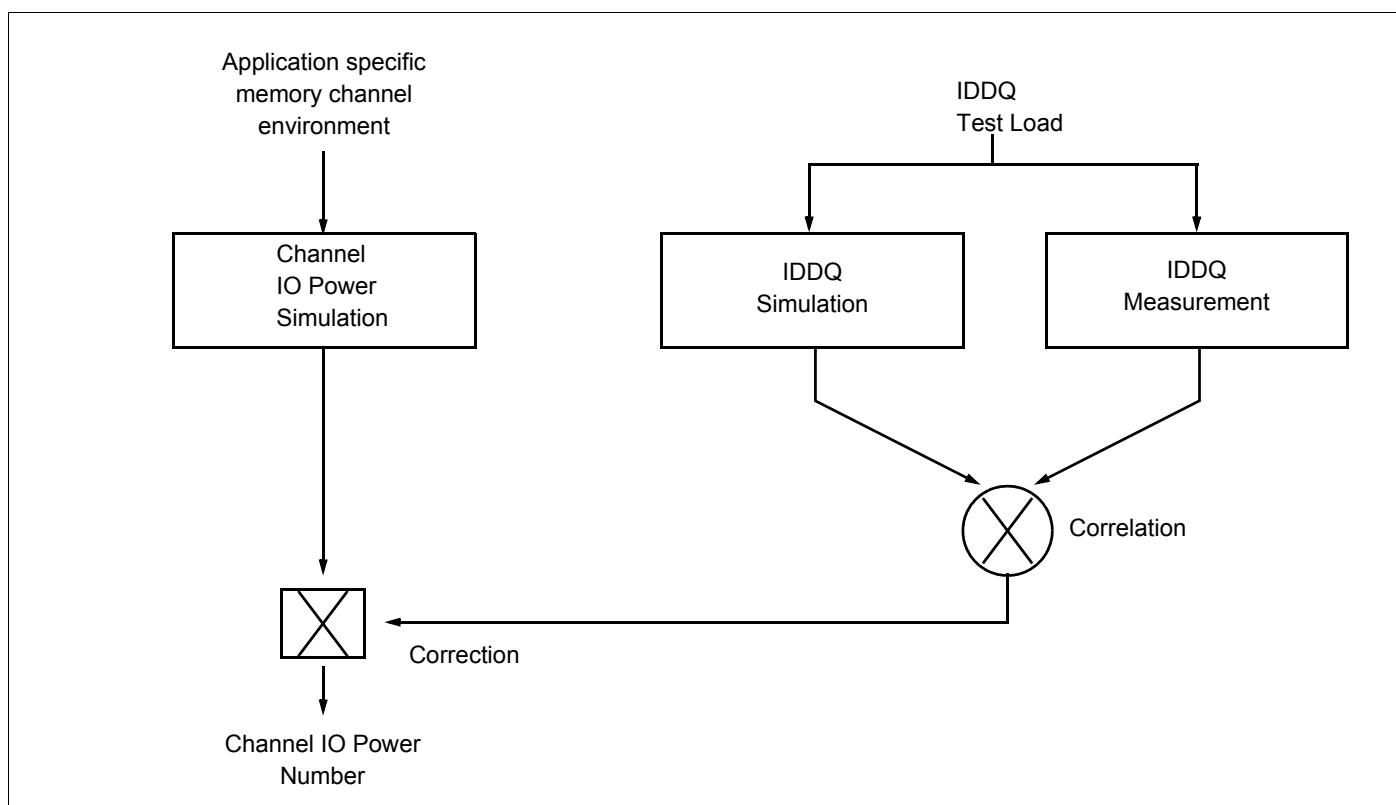 Application specific
memory channel
environment
IDDQ
Test Load
Channel
IO Power
Simulation
IDDQ
Simulation
IDDQ
Measurement
Correlation
Correction
Channel IO Power
Number